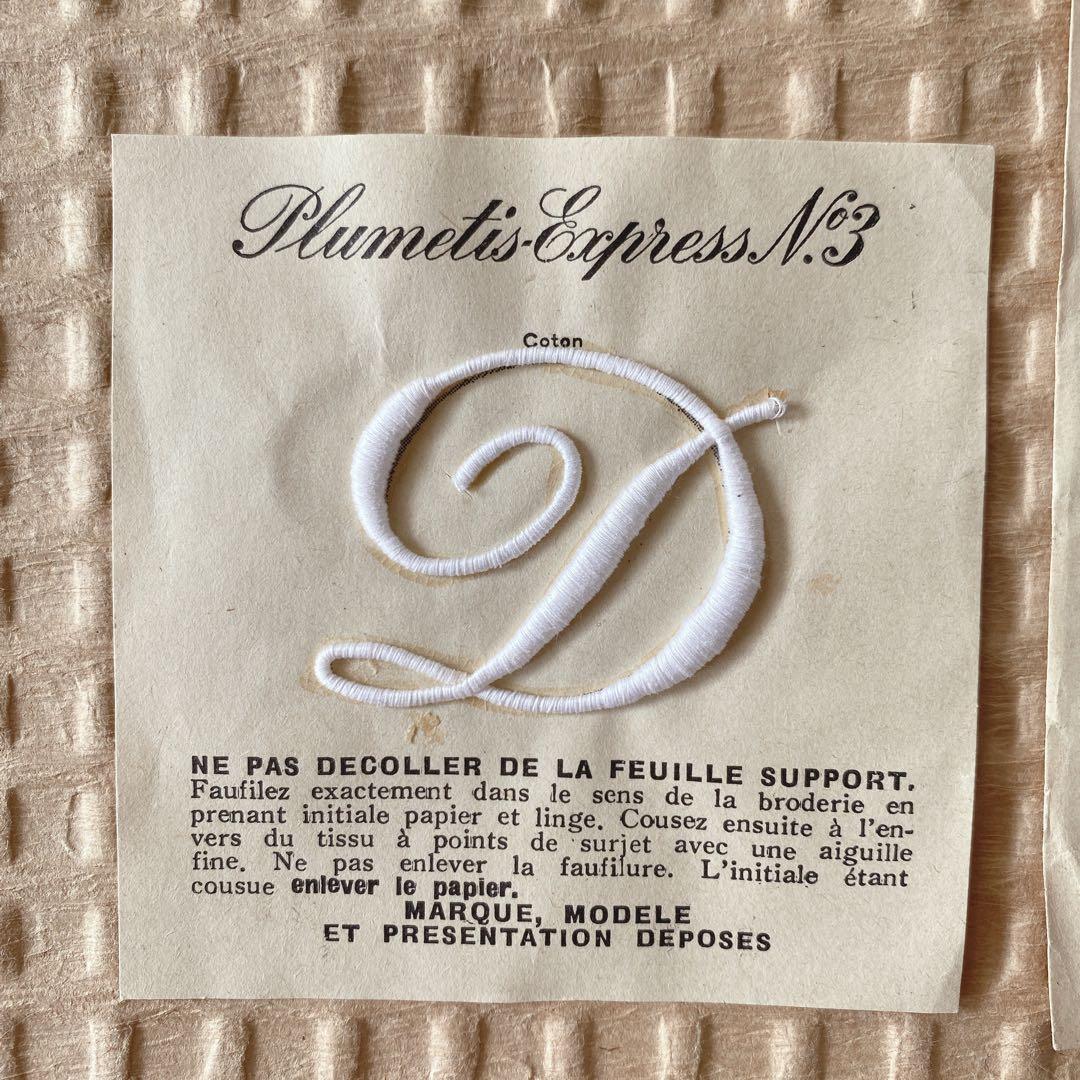 Plumetis-Express Nº3
Coton
D
NE PAS DECOLLER DE LA FEUILLE SUPPORT.
Faufilez exactement dans le sens de la broderie en
prenant initiale papier et linge. Cousez ensuite à l'en-
vers du tissu à points de surjet avec une aiguille
fine. Ne pas enlever la faufilure. L'initiale étant
cousue enlever le papier.
MARQUE, MODELE
ET PRESENTATION DEPOSES